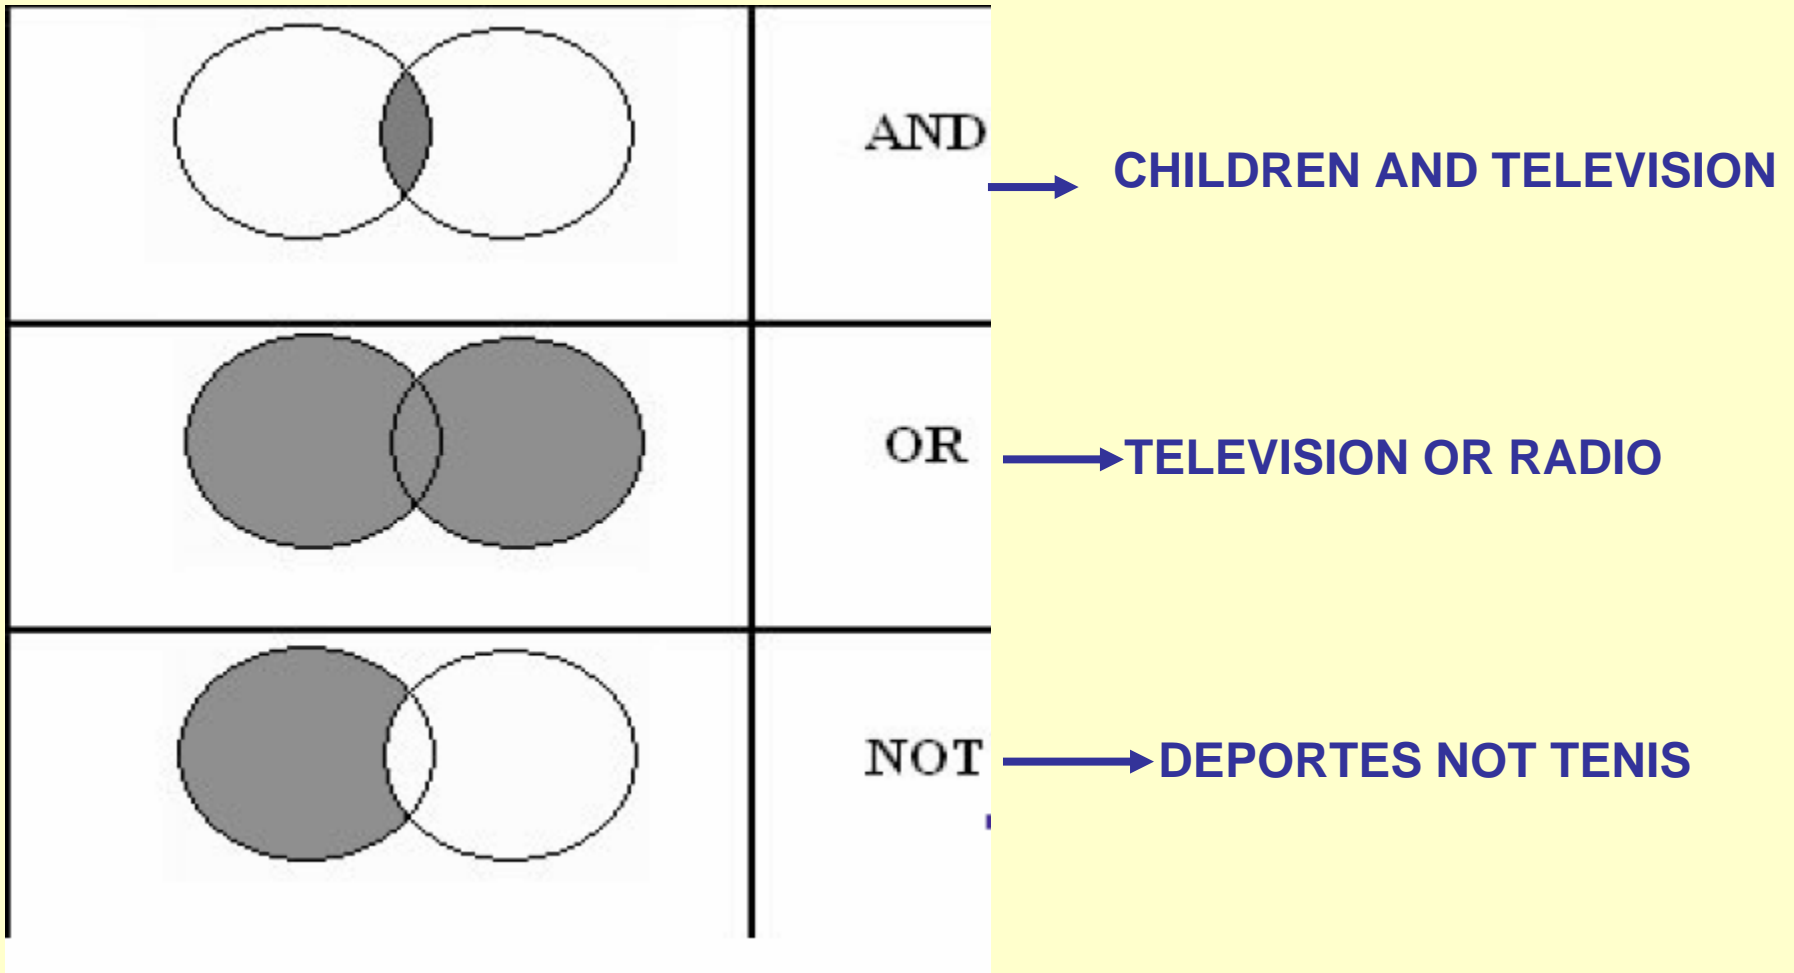 AND
CHILDREN AND TELEVISION
OR
TELEVISION OR RADIO
NOT
DEPORTES NOT TENIS